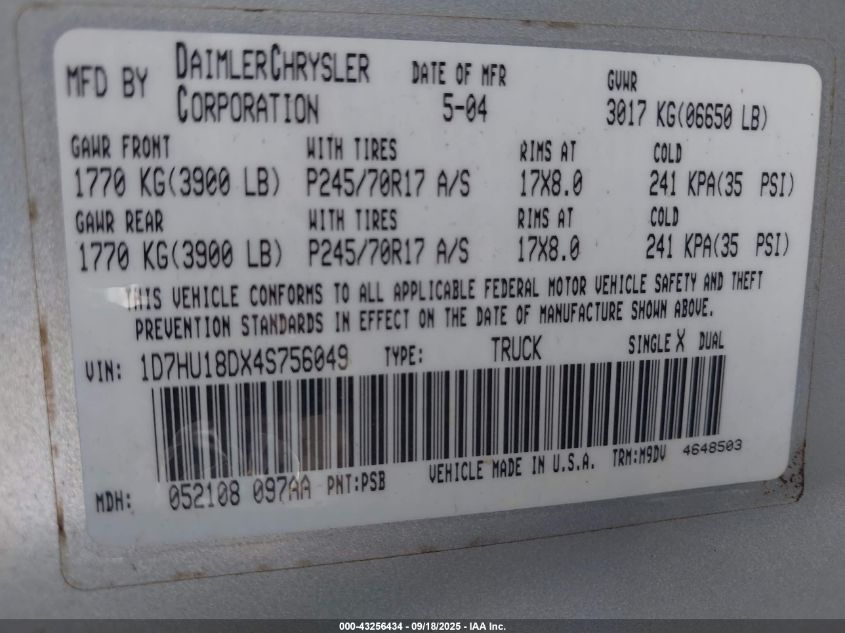 MFD BY DAIMLERCHRYSLER CORPORATION DATE OF MFR 5-04 GVWR 3017 KG(06650 LB)
GAWR FRONT WITH TIRES RIMS AT COLD
1770 KG(3900 LB) P245/70R17 A/S 17X8.0 241 KPA(35 PSI)
GAWR REAR WITH TIRES RIMS AT COLD
1770 KG(3900 LB) P245/70R17 A/S 17X8.0 241 KPA(35 PSI)
THIS VEHICLE CONFORMS TO ALL APPLICABLE FEDERAL MOTOR VEHICLE SAFETY AND THEFT
PREVENTION STANDARDS IN EFFECT ON THE DATE OF MANUFACTURE SHOWN ABOVE.
VIN: 1D7HU18DX4S756049 TYPE: TRUCK SINGLE X DUAL
MDH: 052108 097AA PNT:PSB VEHICLE MADE IN U.S.A. TRM:M9DV 4648503
000-43256434 - 09/18/2025 - IAA Inc.